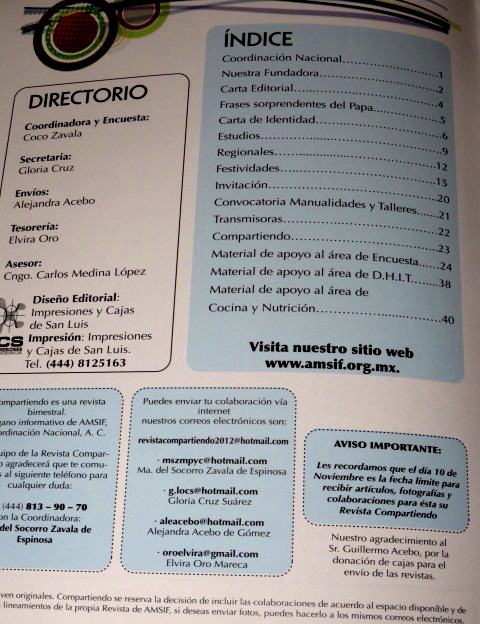 DIRECTORIO
Coordinadora y Encuesta:
Coco Zavala
Secretaria:
Gloria Cruz
Envíos:
Alejandra Acebo
Tesorería:
Elvira Oro
Asesor:
Cngo. Carlos Medina López
Diseño Editorial:
Impresiones y Cajas
de San Luis
Impresión: Impresiones
y Cajas de San Luis.
Tel. (444) 8125163
ÍNDICE
Coordinación Nacional....................1
Nuestra Fundadora....................2
Carta Editorial....................4
Frases sorprendentes del Papa....................5
Carta de Identidad....................6
Estudios....................9
Regionales....................12
Festividades....................15
Invitación....................20
Convocatoria Manualidades y Talleres......21
Transmisoras....................22
Compartiendo....................23
Material de apoyo al área de Encuesta......24
Material de apoyo al área de D.H.I.T.......38
Material de apoyo al área de
Cocina y Nutrición....................40
Visita nuestro sitio web
www.amsif.org.mx.
ompartiendo es una revista
bimestral.
gano informativo de AMSIF,
ordinación Nacional, A. C.
uipo de la Revista Compar-
o agradecerá que te comu-
s al siguiente teléfono para
cualquier duda:
(444) 813 – 90 – 70
on la Coordinadora:
del Socorro Zavala de
Espinosa
Puedes enviar tu colaboración vía
internet
nuestros correos electrónicos son:
revistacompartiendo2012@hotmail.com
· mszmpyc@hotmail.com
Ma. del Socorro Zavala de Espinosa
· g.locs@hotmail.com
Gloria Cruz Suárez
· aleacebo@hotmail.com
Alejandra Acebo de Gómez
· oroelvira@gmail.com
Elvira Oro Mareca
AVISO IMPORTANTE:
Les recordamos que el día 10 de
Noviembre es la fecha límite para
recibir artículos, fotografías y
colaboraciones para ésta su
Revista Compartiendo
Nuestro agradecimiento al
Sr. Guillermo Acebo, por la
donación de cajas para el
envío de las revistas.
ven originales. Compartiendo se reserva la decisión de incluir las colaboraciones de acuerdo al espacio disponible y de
s lineamientos de la propia Revista de AMSIF, si deseas enviar fotos, puedes hacerlo a los mismos correos electrónicos.